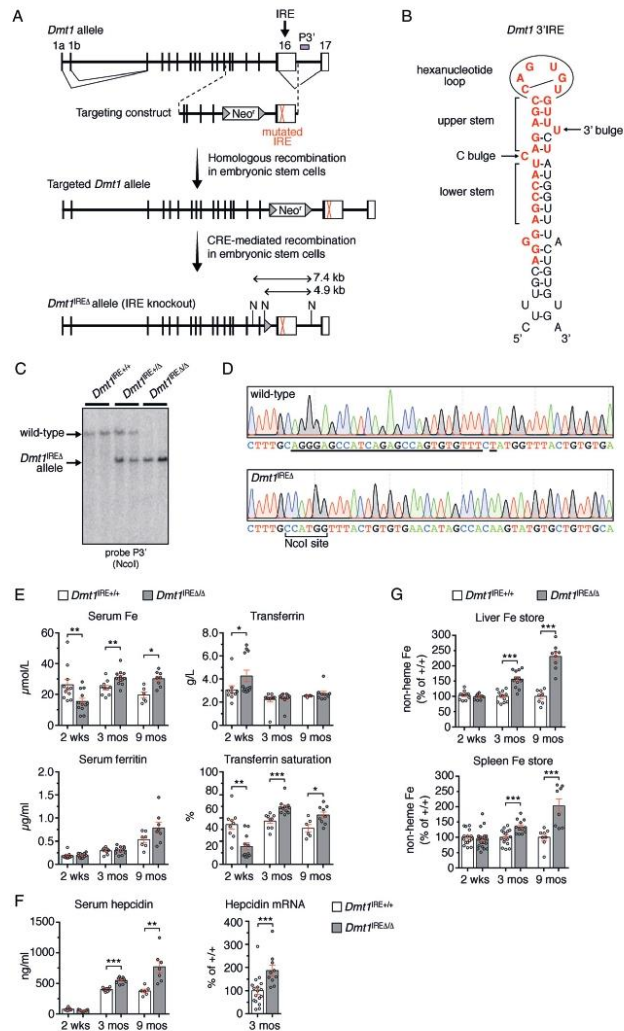 A
Dmt1 allele
1a 1b
IRE
16
P3'
17
Targeting construct
Neoʳ
mutated
IRE
Homologous recombination
in embryonic stem cells
Targeted Dmt1 allele
Neoʳ
CRE-mediated recombination
in embryonic stem cells
7.4 kb
4.9 kb
Dmt1ᴵᴿᴱᐞ allele (IRE knockout)
N N N
B
Dmt1 3'IRE
hexanucleotide
loop
upper stem
3' bulge
C bulge
lower stem
5' 3'
C
Dmt1ᴵᴿᴱ⁺/⁺ Dmt1ᴵᴿᴱ⁺/ᐞ Dmt1ᴵᴿᴱᐞ/ᐞ
wild-type
Dmt1ᴵᴿᴱᐞ
allele
probe P3'
(NcoI)
D
wild-type
CTTTGCAGGGAGCCATCAGAGCCAGTGTGTTTCTATGGTTTACTGTGTGA
Dmt1ᴵᴿᴱᐞ
CTTTGCCATGGTTTACTGTGTGAACATAGCCACAAGTATGTGCTGTTGCA
NcoI site
E
Dmt1ᴵᴿᴱ⁺/⁺ Dmt1ᴵᴿᴱᐞ/ᐞ
Serum Fe
µmol/L
60
40
20
0
** ** *
2 wks 3 mos 9 mos
Transferrin
g/L
8.0
6.0
4.0
2.0
0
*
2 wks 3 mos 9 mos
Serum ferritin
µg/ml
2.0
1.5
1.0
0.5
0
2 wks 3 mos 9 mos
Transferrin saturation
%
100
80
60
40
20
0
** *** *
2 wks 3 mos 9 mos
F
Serum hepcidin
ng/ml
1500
1000
500
0
*** **
2 wks 3 mos 9 mos
Hepcidin mRNA
% of +/+
400
300
200
100
0
***
3 mos
Dmt1ᴵᴿᴱ⁺/⁺
Dmt1ᴵᴿᴱᐞ/ᐞ
G
Dmt1ᴵᴿᴱ⁺/⁺ Dmt1ᴵᴿᴱᐞ/ᐞ
Liver Fe store
non-heme Fe
(% of +/+)
300
250
200
150
100
50
0
*** ***
2 wks 3 mos 9 mos
Spleen Fe store
non-heme Fe
(% of +/+)
300
250
200
150
100
50
0
*** ***
2 wks 3 mos 9 mos